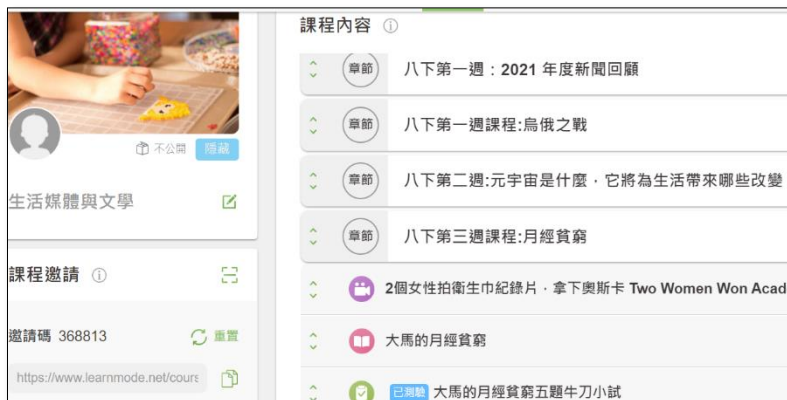 課程內容
章節 八下第一週：2021 年度新聞回顧
章節 八下第一週課程:烏俄之戰
不公開 隱藏
章節 八下第二週:元宇宙是什麼，它將為生活帶來哪些改變
生活媒體與文學
章節 八下第三週課程:月經貧窮
課程邀請
2個女性拍衛生巾紀錄片，拿下奧斯卡 Two Women Won Acad
邀請碼 368813 重置
大馬的月經貧窮
https://www.learnmode.net/cours
已測驗 大馬的月經貧窮五題牛刀小試